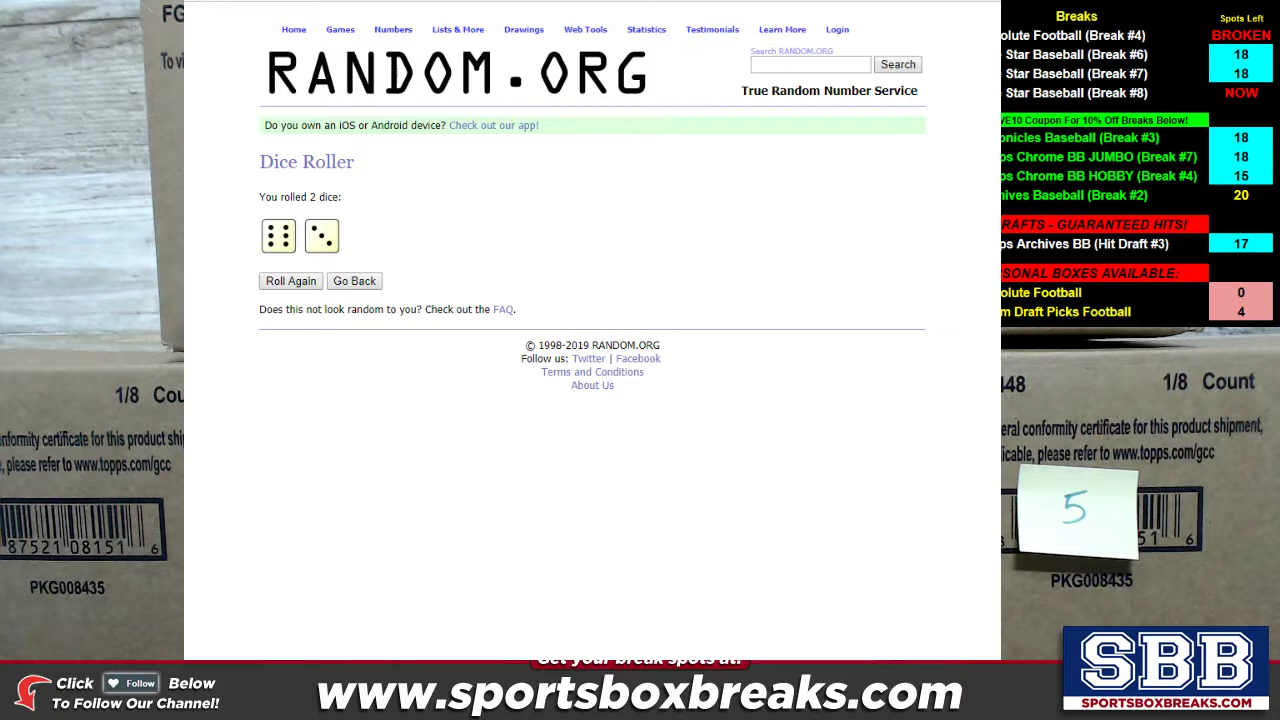 Home Games Numbers Lists & More Drawings Web Tools Statistics Testimonials Learn More Login
RANDOM.ORG
Search RANDOM.ORG
Search
True Random Number Service
Do you own an iOS or Android device? Check out our app!
Dice Roller
You rolled 2 dice:
Roll Again Go Back
Does this not look random to you? Check out the FAQ.
© 1998-2019 RANDOM.ORG
Follow us: Twitter | Facebook
Terms and Conditions
About Us
Breaks Spots Left
olute Football (Break #4) BROKEN
Star Baseball (Break #6) 18
Star Baseball (Break #7) 18
Star Baseball (Break #8) NOW
VE10 Coupon For 10% Off Breaks Below!
onicles Baseball (Break #3) 18
ps Chrome BB JUMBO (Break #7) 18
ps Chrome BB HOBBY (Break #4) 15
hives Baseball (Break #2) 20
RAFTS - GUARANTEED HITS!
ps Archives BB (Hit Draft #3) 17
SONAL BOXES AVAILABLE:
olute Football 0
m Draft Picks Football 4
FG
To vi
1/8 Cou
onformity certificate for this product ship
, please refer to www.topps.com/gcc
87521 08151 6
PKG008435
448
1/8 Count
eral conformity certificate for this product shipment,
icable, please refer to www.topps.com/gcc
5
51 6
PKG008435
Get your break spots at:
Click Follow Below
To Follow Our Channel!
www.sportsboxbreaks.com
SBB
SPORTSBOXBREAKS.COM